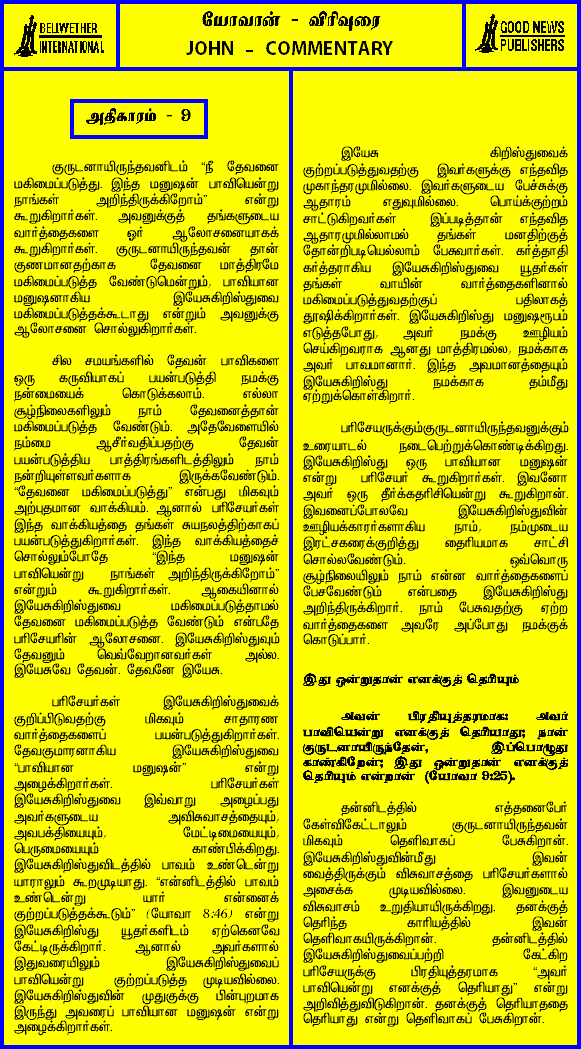 BELWETHER
INTERNATIONAL
யோவான் - விரிவுரை
JOHN - COMMENTARY
GOOD NEWS
PUBLISHERS
அதிகாரம் - 9
குருடனாயிருந்தவனிடம் “நீ தேவனை
மகிமைப்படுத்து. இந்த மனுஷன் பாவியென்று
நாங்கள் அறிந்திருக்கிறோம்” என்று
கூறுகிறார்கள். அவனுக்குத் தங்களுடைய
வார்த்தைகளை ஓர் ஆலோசனையாகக்
கூறுகிறார்கள். குருடனாயிருந்தவன் தான்
குணமானதற்காக தேவனை மாத்திரமே
மகிமைப்படுத்த வேண்டுமென்றும், பாவியான
மனுஷனாகிய இயேசுகிறிஸ்துவை
மகிமைப்படுத்தக்கூடாது என்றும் அவனுக்கு
ஆலோசனை சொல்லுகிறார்கள்.
சில சமயங்களில் தேவன் பாவிகளை
ஒரு கருவியாகப் பயன்படுத்தி நமக்கு
நன்மையைக் கொடுக்கலாம். எல்லா
சூழ்நிலைகளிலும் நாம் தேவனைத்தான்
மகிமைப்படுத்த வேண்டும். அதேவேளையில்
நம்மை ஆசீர்வதிப்பதற்கு தேவன்
பயன்படுத்திய பாத்திரங்களிடத்திலும் நாம்
நன்றியுள்ளவர்களாக இருக்கவேண்டும்.
“தேவனை மகிமைப்படுத்து” என்பது மிகவும்
அற்புதமான வாக்கியம். ஆனால் பரிசேயர்கள்
இந்த வாக்கியத்தை தங்கள் சுயநலத்திற்காகப்
பயன்படுத்துகிறார்கள். இந்த வாக்கியத்தைச்
சொல்லும்போதே “இந்த மனுஷன்
பாவியென்று நாங்கள் அறிந்திருக்கிறோம்”
என்றும் கூறுகிறார்கள். ஆகையினால்
இயேசுகிறிஸ்துவை மகிமைப்படுத்தாமல்
தேவனை மகிமைப்படுத்த வேண்டும் என்பதே
பரிசேயரின் ஆலோசனை. இயேசுகிறிஸ்துவும்
தேவனும் வெவ்வேறானவர்கள் அல்ல.
இயேசுவே தேவன். தேவனே இயேசு.
பரிசேயர்கள் இயேசுகிறிஸ்துவைக்
குறிப்பிடுவதற்கு மிகவும் சாதாரண
வார்த்தைகளைப் பயன்படுத்துகிறார்கள்.
தேவகுமாரனாகிய இயேசுகிறிஸ்துவை
“பாவியான மனுஷன்” என்று
அழைக்கிறார்கள். பரிசேயர்கள்
இயேசுகிறிஸ்துவை இவ்வாறு அழைப்பது
அவர்களுடைய அவிசுவாசத்தையும்,
அவபக்தியையும், மேட்டிமையையும்,
பெருமையையும் காண்பிக்கிறது.
இயேசுகிறிஸ்துவிடத்தில் பாவம் உண்டென்று
யாராலும் கூறமுடியாது. “என்னிடத்தில் பாவம்
உண்டென்று யார் என்னைக்
குற்றப்படுத்தக்கூடும்” (யோவா 8:46) என்று
இயேசுகிறிஸ்து யூதர்களிடம் ஏற்கெனவே
கேட்டிருக்கிறார். ஆனால் அவர்களால்
இதுவரையிலும் இயேசுகிறிஸ்துவைப்
பாவியென்று குற்றப்படுத்த முடியவில்லை.
இயேசுகிறிஸ்துவின் முதுகுக்கு பின்புறமாக
இருந்து அவரைப் பாவியான மனுஷன் என்று
அழைக்கிறார்கள்.
இயேசு கிறிஸ்துவைக்
குற்றப்படுத்துவதற்கு இவர்களுக்கு எந்தவித
முகாந்தரமுமில்லை. இவர்களுடைய பேச்சுக்கு
ஆதாரம் எதுவுமில்லை. பொய்க்குற்றம்
சாட்டுகிறவர்கள் இப்படித்தான் எந்தவித
ஆதாரமுமில்லாமல் தங்கள் மனதிற்குத்
தோன்றிபடியெல்லாம் பேசுவார்கள். கர்த்தாதி
கர்த்தராகிய இயேசுகிறிஸ்துவை யூதர்கள்
தங்கள் வாயின் வார்த்தைகளினால்
மகிமைப்படுத்துவதற்குப் பதிலாகத்
தூஷிக்கிறார்கள். இயேசுகிறிஸ்து மனுஷரூபம்
எடுத்தபோது, அவர் நமக்கு ஊழியம்
செய்கிறவராக ஆனது மாத்திரமல்ல, நமக்காக
அவர் பாவமானார். இந்த அவமானத்தையும்
இயேசுகிறிஸ்து நமக்காக தம்மீது
ஏற்றுக்கொள்கிறார்.
பரிசேயருக்கும்குருடனாயிருந்தவனுக்கும்
உரையாடல் நடைபெற்றுக்கொண்டிக்கிறது.
இயேசுகிறிஸ்து ஒரு பாவியான மனுஷன்
என்று பரிசேயர் கூறுகிறார்கள். இவனோ
அவர் ஒரு தீர்க்கதரிசியென்று கூறுகிறான்.
இவனைப்போலவே இயேசுகிறிஸ்துவின்
ஊழியக்காரர்களாகிய நாம், நம்முடைய
இரட்சகரைக்குறித்து தைரியமாக சாட்சி
சொல்லவேண்டும். ஒவ்வொரு
சூழ்நிலையிலும் நாம் என்ன வார்த்தைகளைப்
பேசவேண்டும் என்பதை இயேசுகிறிஸ்து
அறிந்திருக்கிறார். நாம் பேசுவதற்கு ஏற்ற
வார்த்தைகளை அவரே அப்போது நமக்குக்
கொடுப்பார்.
இது ஒன்றுதான் எனக்குத் தெரியும்
அவன் பிரதியுத்தரமாக: அவர்
பாவியென்று எனக்குத் தெரியாது; நான்
குருடனாயிருந்தேன், இப்பொழுது
காண்கிறேன்; இது ஒன்றுதான் எனக்குத்
தெரியும் என்றான் (யோவா 9:25).
தன்னிடத்தில் எத்தனைபேர்
கேள்விகேட்டாலும் குருடனாயிருந்தவன்
மிகவும் தெளிவாகப் பேசுகிறான்.
இயேசுகிறிஸ்துவின்மீது இவன்
வைத்திருக்கும் விசுவாசத்தை பரிசேயர்களால்
அசைக்க முடியவில்லை. இவனுடைய
விசுவாசம் உறுதியாயிருக்கிறது. தனக்குத்
தெரிந்த காரியத்தில் இவன்
தெளிவாகயிருக்கிறான். தன்னிடத்தில்
இயேசுகிறிஸ்துவைப்பற்றி கேட்கிற
பரிசேயருக்கு பிரதியுத்தரமாக “அவர்
பாவியென்று எனக்குத் தெரியாது” என்று
அறிவித்துவிடுகிறான். தனக்குத் தெரியாததை
தெரியாது என்று தெளிவாகப் பேசுகிறான்.